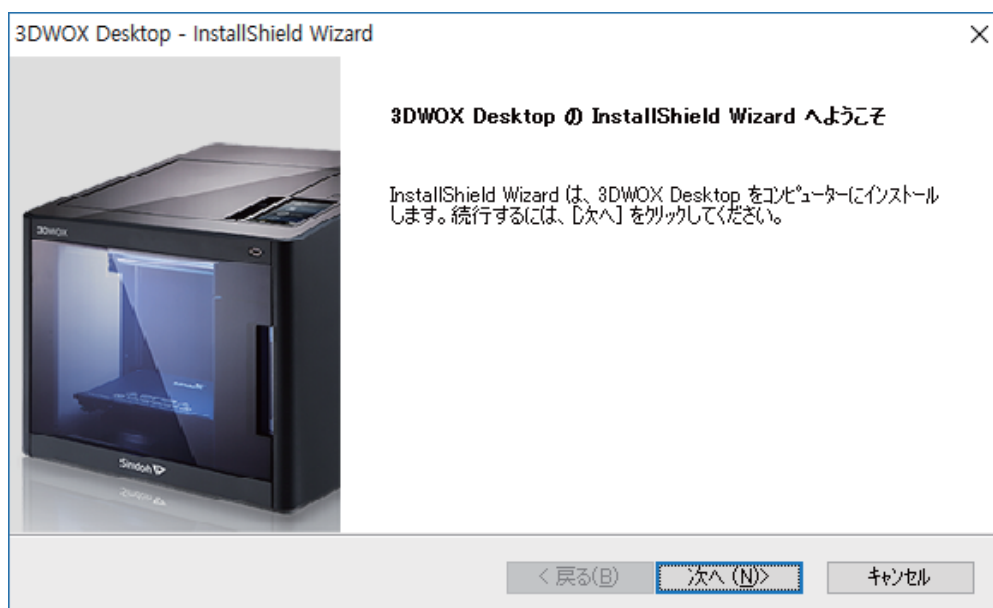 3DWOX Desktop - InstallShield Wizard
3DWOX Desktop の InstallShield Wizard へようこそ
InstallShield Wizard は、3DWOX Desktop をコンピューターにインストール
します。続行するには、[次へ] をクリックしてください。
3DWOX
Sindoh
< 戻る(B)
次へ (N)>
キャンセル